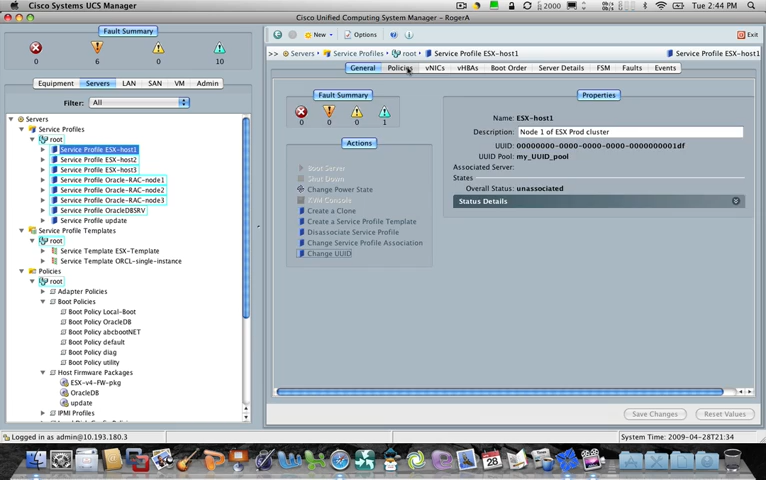 Cisco Systems UCS Manager
2000
Tue 2:44 PM
Cisco Unified Computing System Manager - RogerA
Fault Summary
0 6 0 10
Equipment Servers LAN SAN VM Admin
Filter: All
Servers
Service Profiles
root
Service Profile ESX-host1
Service Profile ESX-host2
Service Profile ESX-host3
Service Profile Oracle-RAC-node1
Service Profile Oracle-RAC-node2
Service Profile Oracle-RAC-node3
Service Profile OracleDBSRV
Service Profile update
Service Profile Templates
root
Service Template ESX-Template
Service Template ORCL-single-instance
Policies
root
Adapter Policies
Boot Policies
Boot Policy Local-Boot
Boot Policy OracleDB
Boot Policy abcbootNET
Boot Policy default
Boot Policy diag
Boot Policy utility
Host Firmware Packages
ESX-v4-FW-pkg
OracleDB
update
IPMI Profiles
New Options Exit
>> Servers Service Profiles root Service Profile ESX-host1 Service Profile ESX-host1
General Policies vNICs vHBAs Boot Order Server Details FSM Faults Events
Fault Summary
0 0 0 1
Actions
Boot Server
Shut Down
Change Power State
KVM Console
Create a Clone
Create a Service Profile Template
Disassociate Service Profile
Change Service Profile Association
Change UUID
Properties
Name: ESX-host1
Description: Node 1 of ESX Prod cluster
UUID: 00000000-0000-0000-0000-0000000001df
UUID Pool: my_UUID_pool
Associated Server:
States
Overall Status: unassociated
Status Details
Save Changes Reset Values
Logged in as admin@10.193.180.3
System Time: 2009-04-28T21:34
28